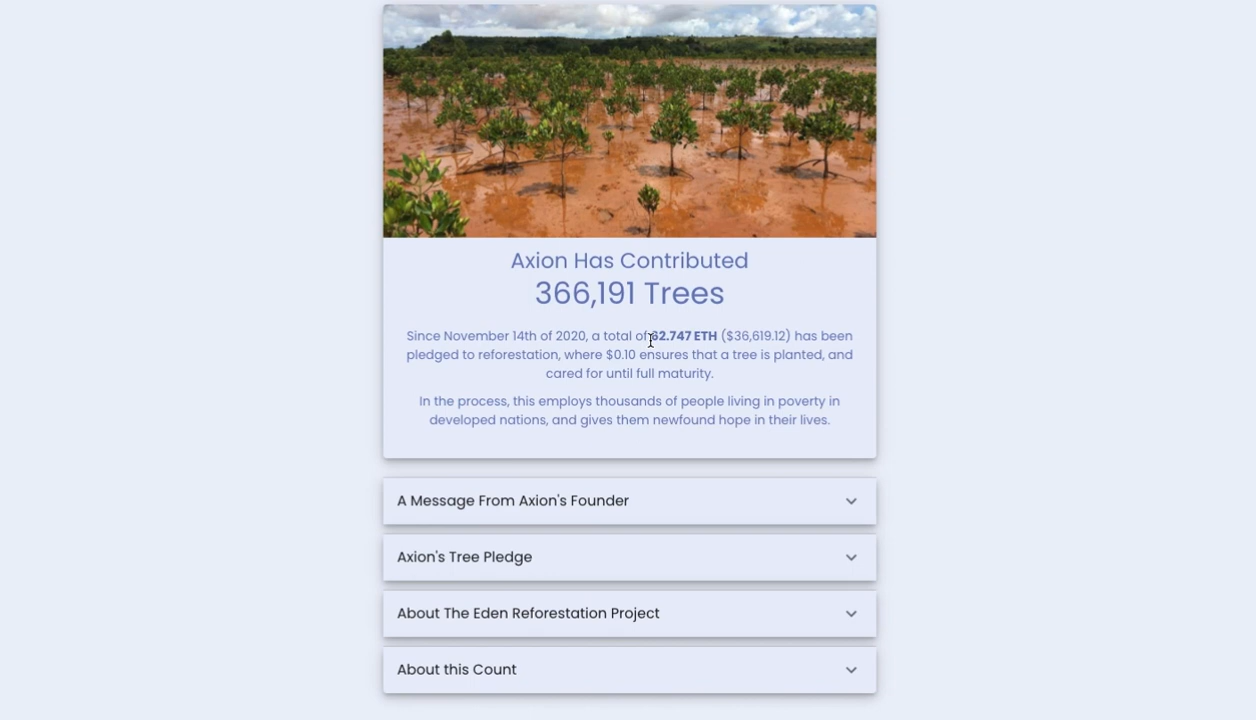 Axion Has Contributed
366,191 Trees
Since November 14th of 2020, a total of 62.747 ETH ($36,619.12) has been
pledged to reforestation, where $0.10 ensures that a tree is planted, and
cared for until full maturity.
In the process, this employs thousands of people living in poverty in
developed nations, and gives them newfound hope in their lives.
A Message From Axion's Founder
Axion's Tree Pledge
About The Eden Reforestation Project
About this Count